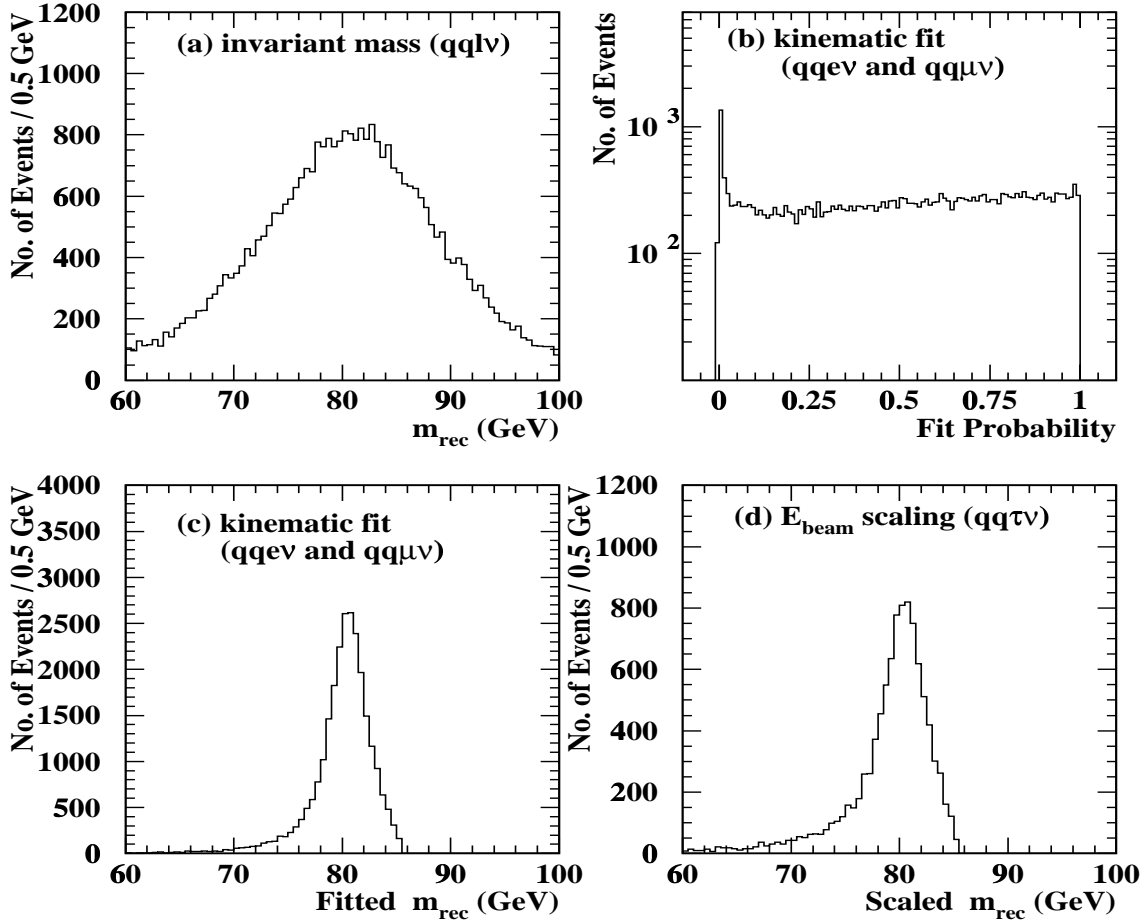 (a) invariant mass (qqlν)
No. of Events / 0.5 GeV
1200
1000
800
600
400
200
0
60 70 80 90 100
m_rec (GeV)
(b) kinematic fit
(qqeν and qqμν)
No. of Events
10^3
10^2
0 0.25 0.5 0.75 1
Fit Probability
(c) kinematic fit
(qqeν and qqμν)
No. of Events / 0.5 GeV
4000
3500
3000
2500
2000
1500
1000
500
0
60 70 80 90 100
Fitted m_rec (GeV)
(d) E_beam scaling (qqτν)
No. of Events / 0.5 GeV
1200
1000
800
600
400
200
0
60 70 80 90 100
Scaled m_rec (GeV)